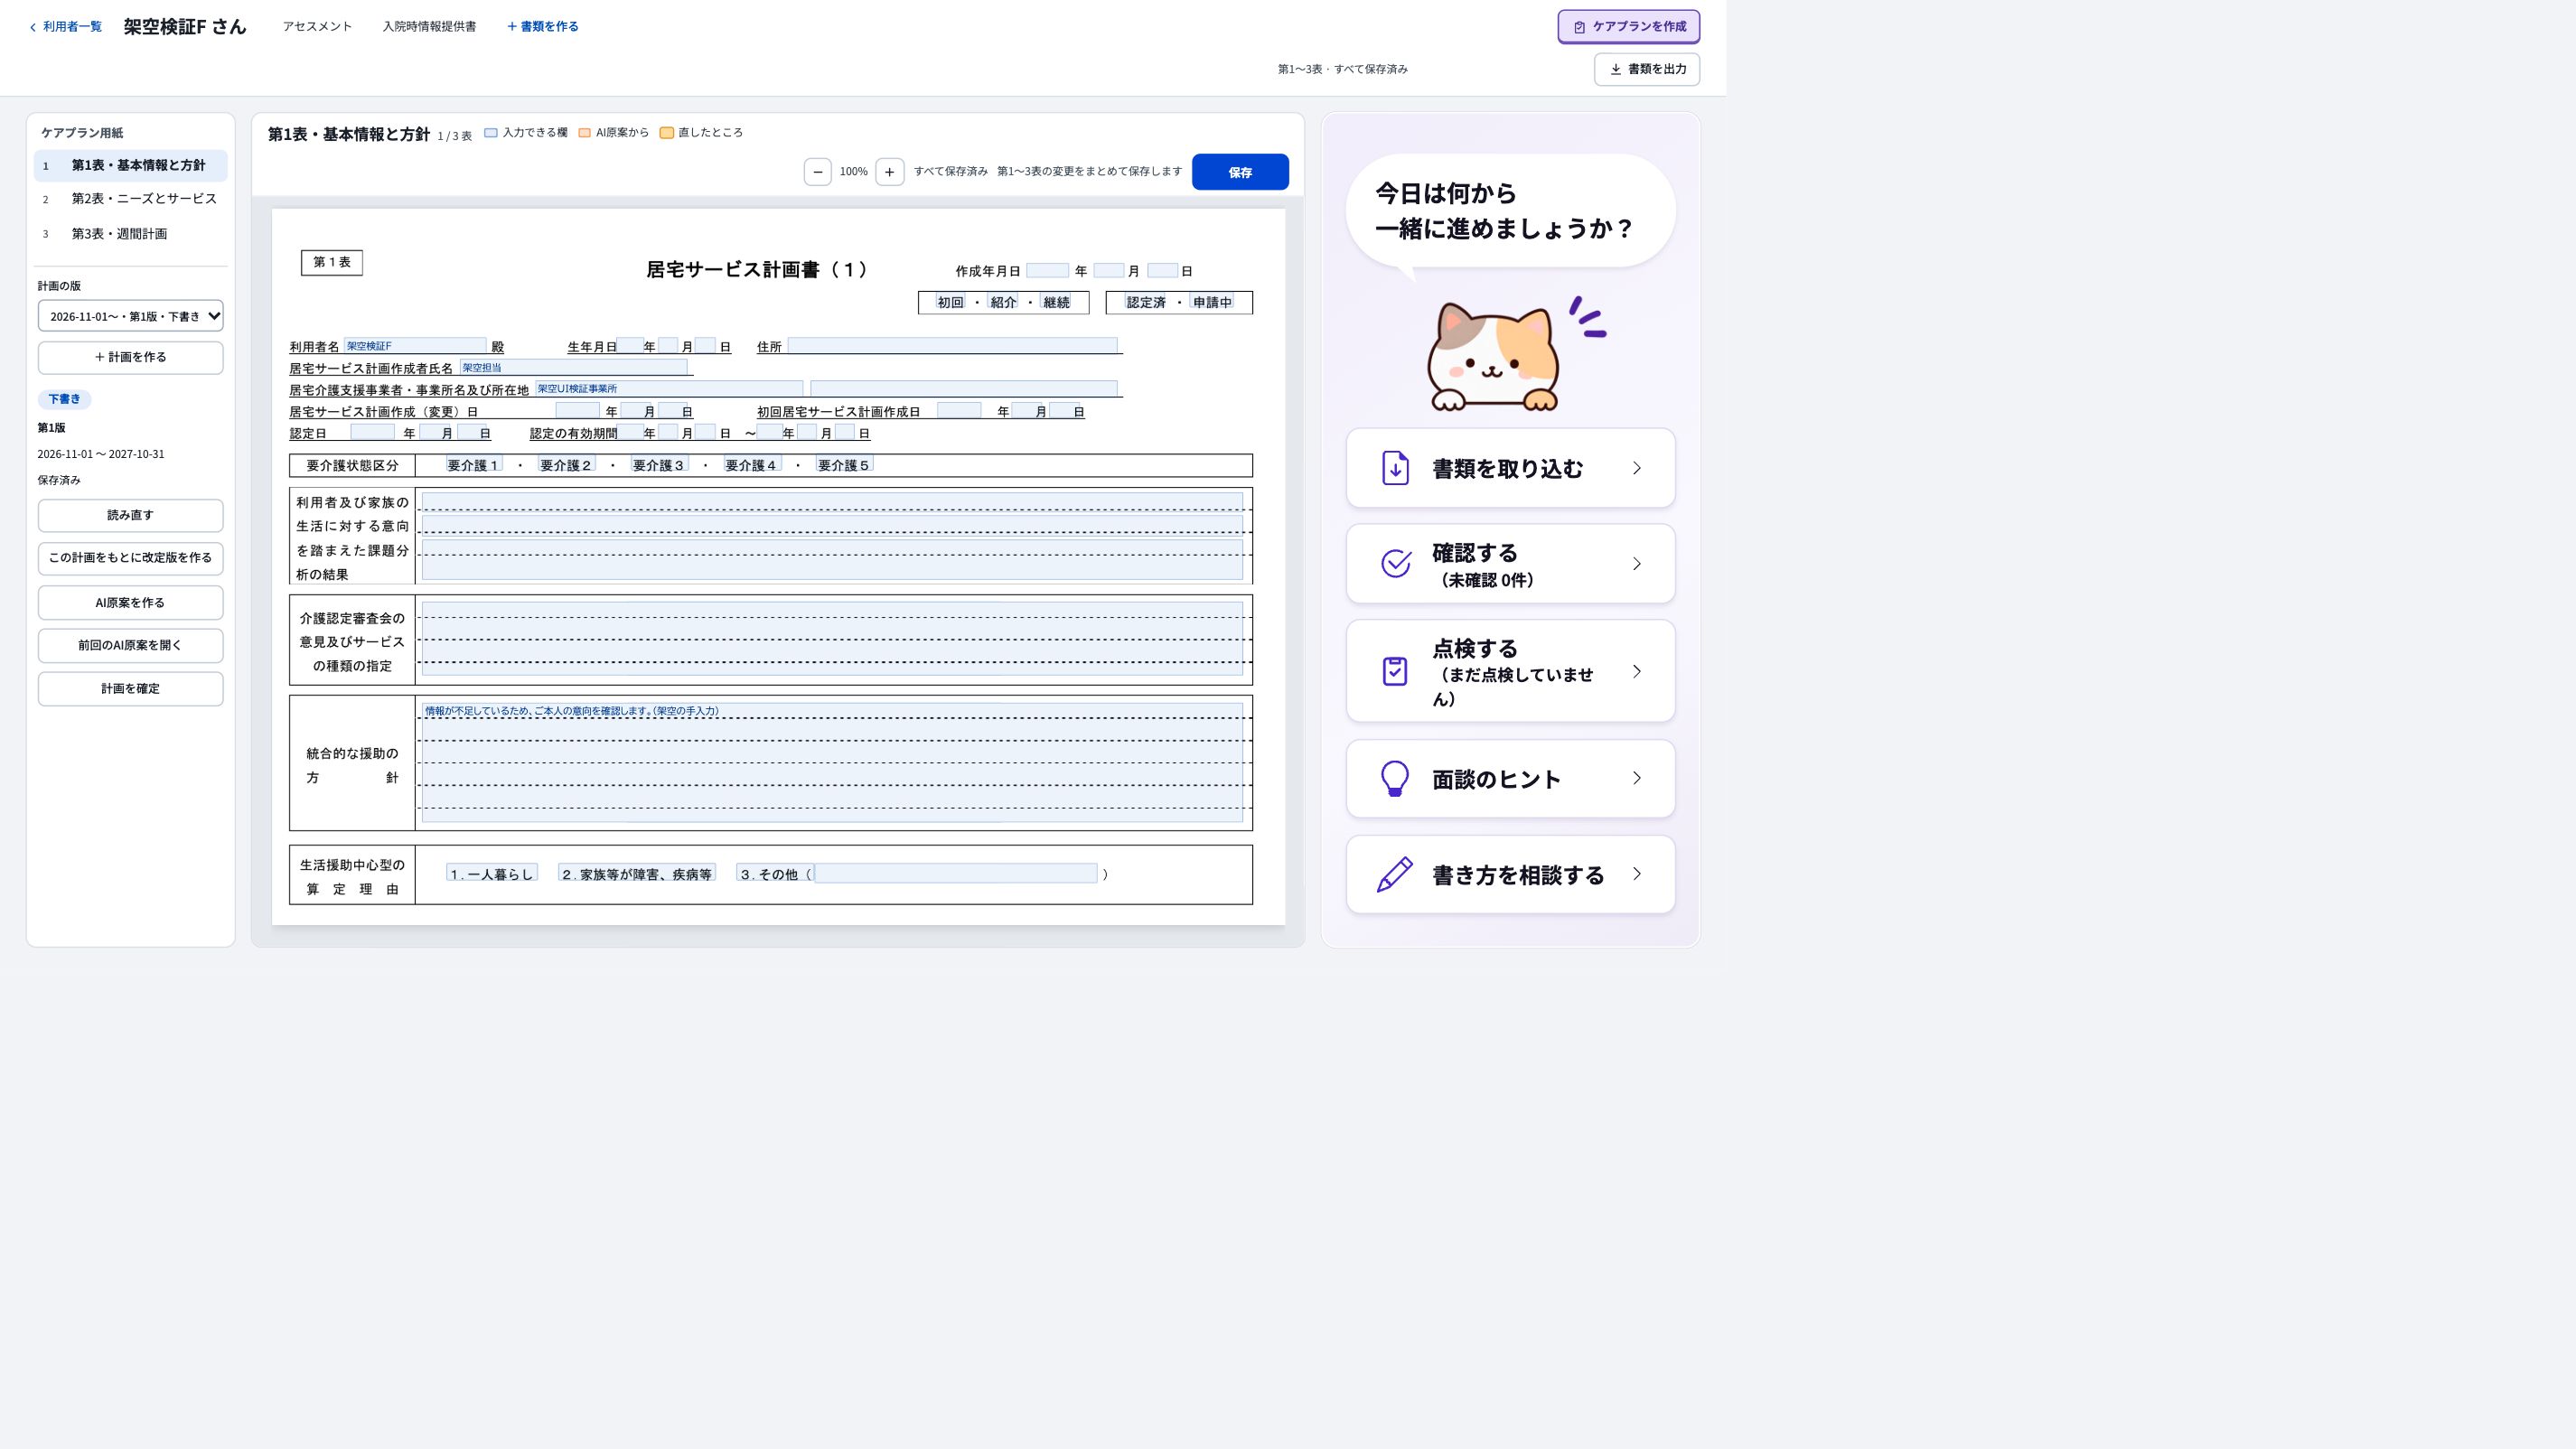 利用者一覧
架空検証F さん
アセスメント
入院時情報提供書
＋書類を作る
ケアプランを作成
第1〜3表・すべて保存済み
書類を出力
ケアプラン用紙
1 第1表・基本情報と方針
2 第2表・ニーズとサービス
3 第3表・週間計画
計画の版
2026-11-01〜・第1版・下書き
＋計画を作る
下書き
第1版
2026-11-01 〜 2027-10-31
保存済み
読み直す
この計画をもとに改定版を作る
AI原案を作る
前回のAI原案を開く
計画を確定
第1表・基本情報と方針 1 / 3 表 入力できる欄 AI原案から 直したところ
− 100% ＋ すべて保存済み 第1〜3表の変更をまとめて保存します 保存
第１表
居宅サービス計画書（１）
作成年月日 年 月 日
初回 ・ 紹介 ・ 継続 認定済 ・ 申請中
利用者名 架空検証F 殿 生年月日 年 月 日 住所
居宅サービス計画作成者氏名 架空担当
居宅介護支援事業者・事業所名及び所在地 架空UI検証事業所
居宅サービス計画作成（変更）日 年 月 日 初回居宅サービス計画作成日 年 月 日
認定日 年 月 日 認定の有効期間 年 月 日 〜 年 月 日
要介護状態区分 要介護１ ・ 要介護２ ・ 要介護３ ・ 要介護４ ・ 要介護５
利用者及び家族の
生活に対する意向
を踏まえた課題分
析の結果
介護認定審査会の
意見及びサービス
の種類の指定
情報が不足しているため、ご本人の意向を確認します。（架空の手入力）
統合的な援助の
方 針
生活援助中心型の
算 定 理 由
１．一人暮らし ２．家族等が障害、疾病等 ３．その他（ ）
今日は何から
一緒に進めましょうか？
書類を取り込む
確認する
（未確認 0件）
点検する
（まだ点検していませ
ん）
面談のヒント
書き方を相談する